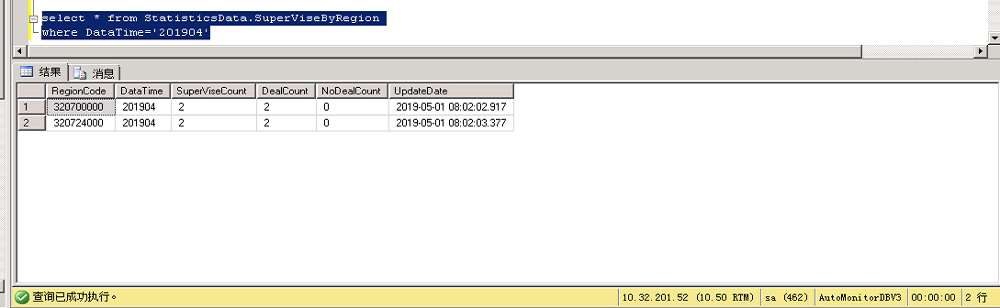 select * from StatisticsData.SuperViseByRegion
where DataTime='201904'
结果 消息
RegionCode DataTime SuperViseCount DealCount NoDealCount UpdateDate
1 320700000 201904 2 2 0 2019-05-01 08:02:02.917
2 320724000 201904 2 2 0 2019-05-01 08:02:03.377
查询已成功执行。 10.32.201.52 (10.50 RTM) sa (462) AutoMonitorDBV3 00:00:00 2 行